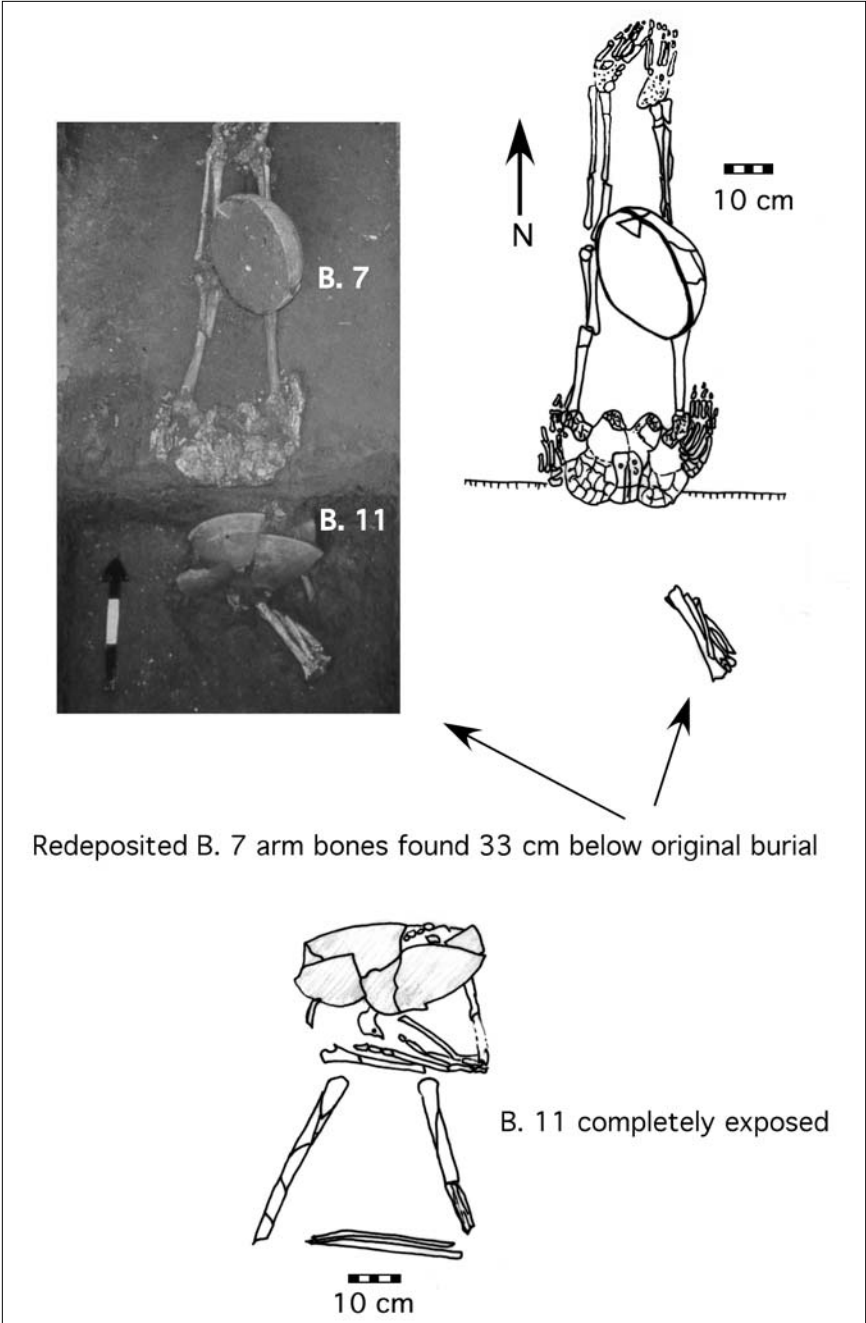 B. 7
B. 11
N
10 cm
Redeposited B. 7 arm bones found 33 cm below original burial
B. 11 completely exposed
10 cm